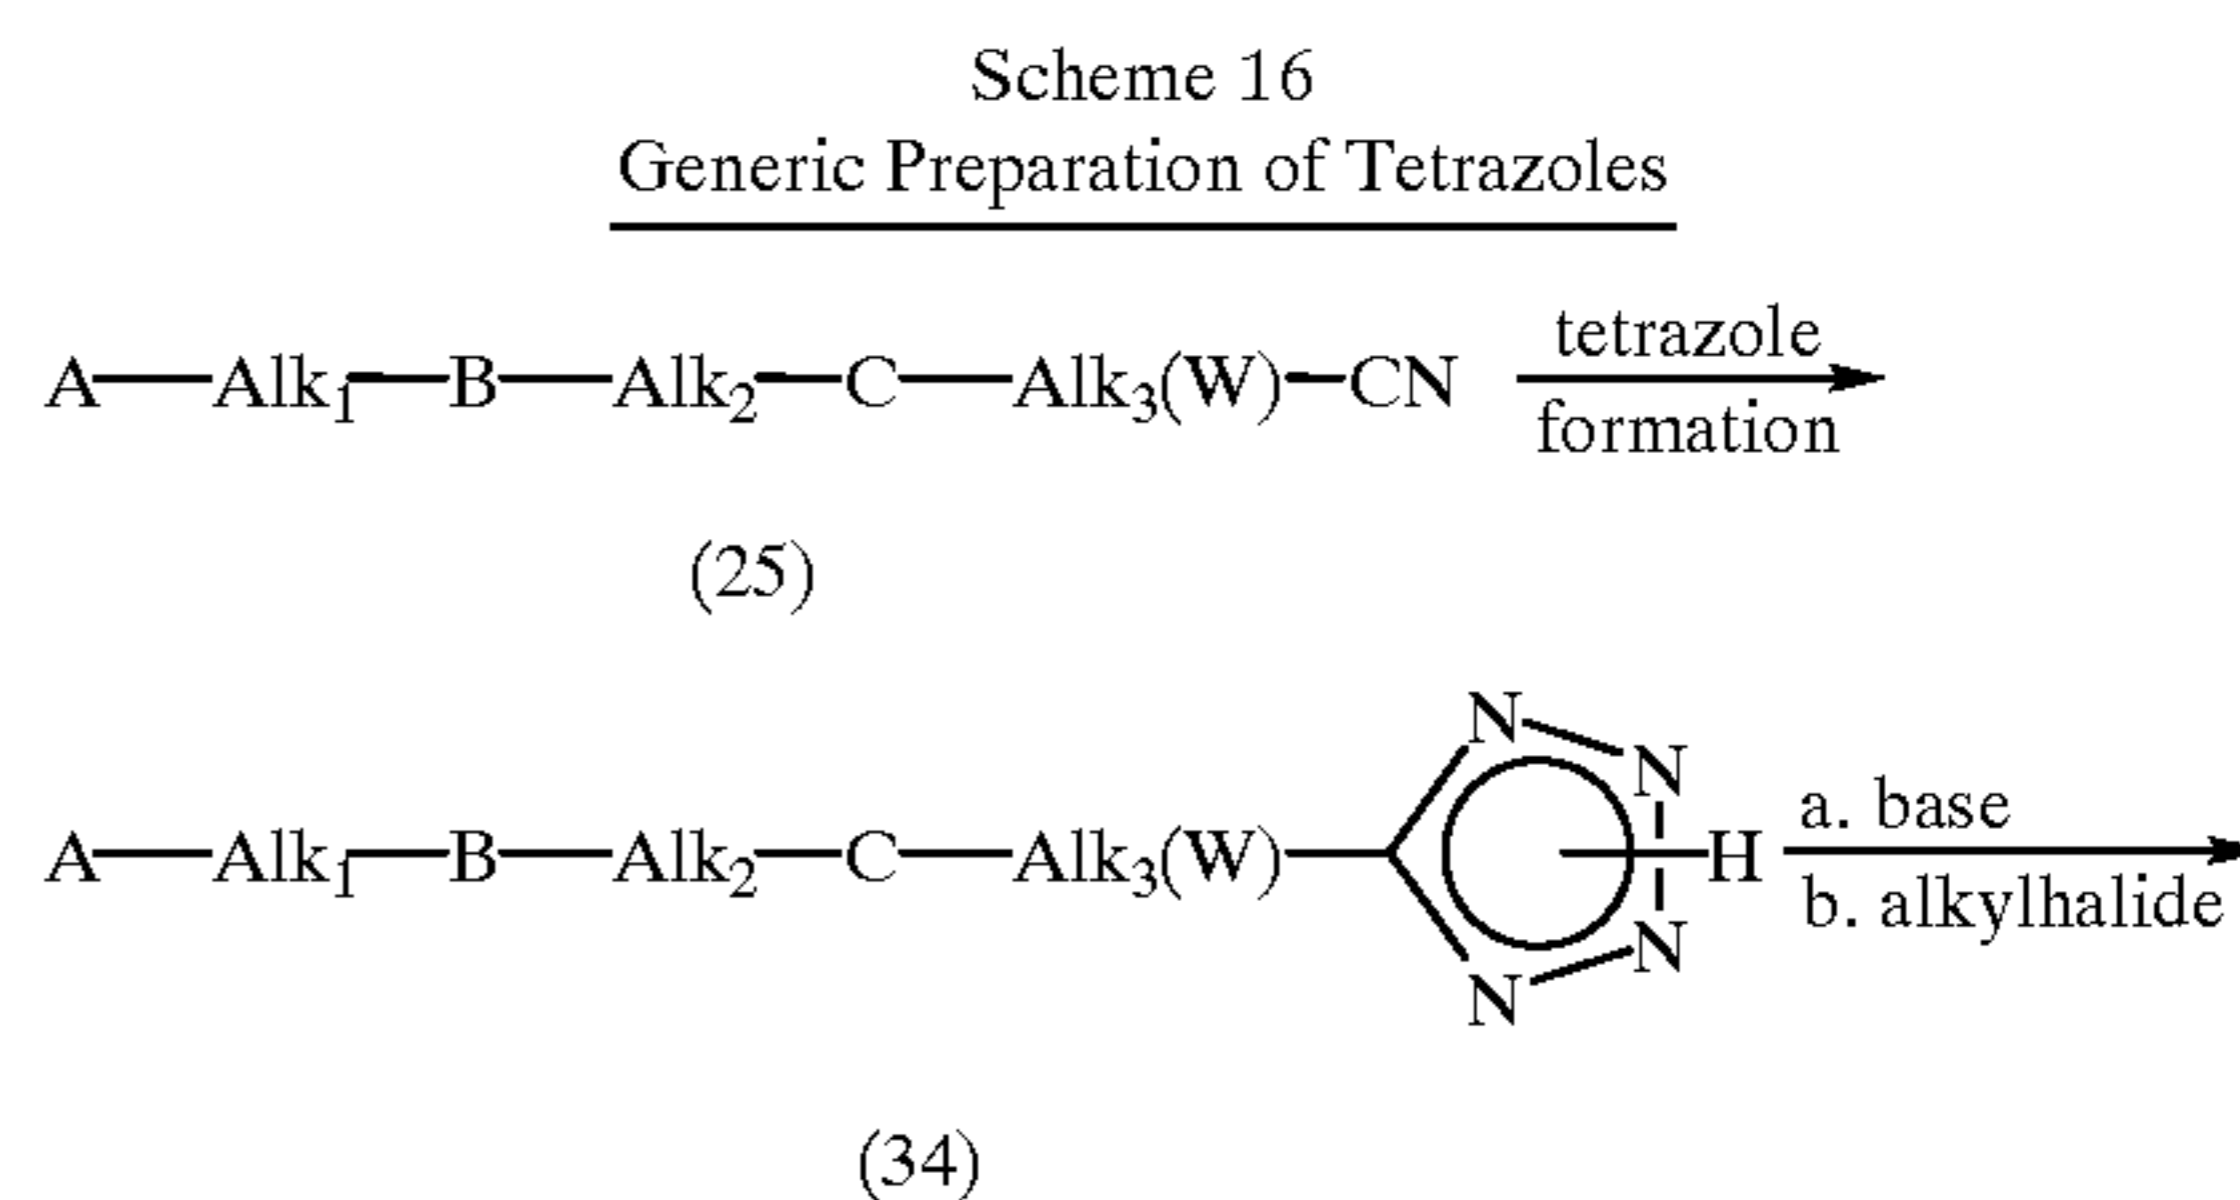 Scheme 16
Generic Preparation of Tetrazoles
A—Alk₁—B—Alk₂—C—Alk₃(W)—CN
tetrazole
formation
(25)
A—Alk₁—B—Alk₂—C—Alk₃(W)
N
N
H
N
N
a. base
b. alkylhalide
(34)